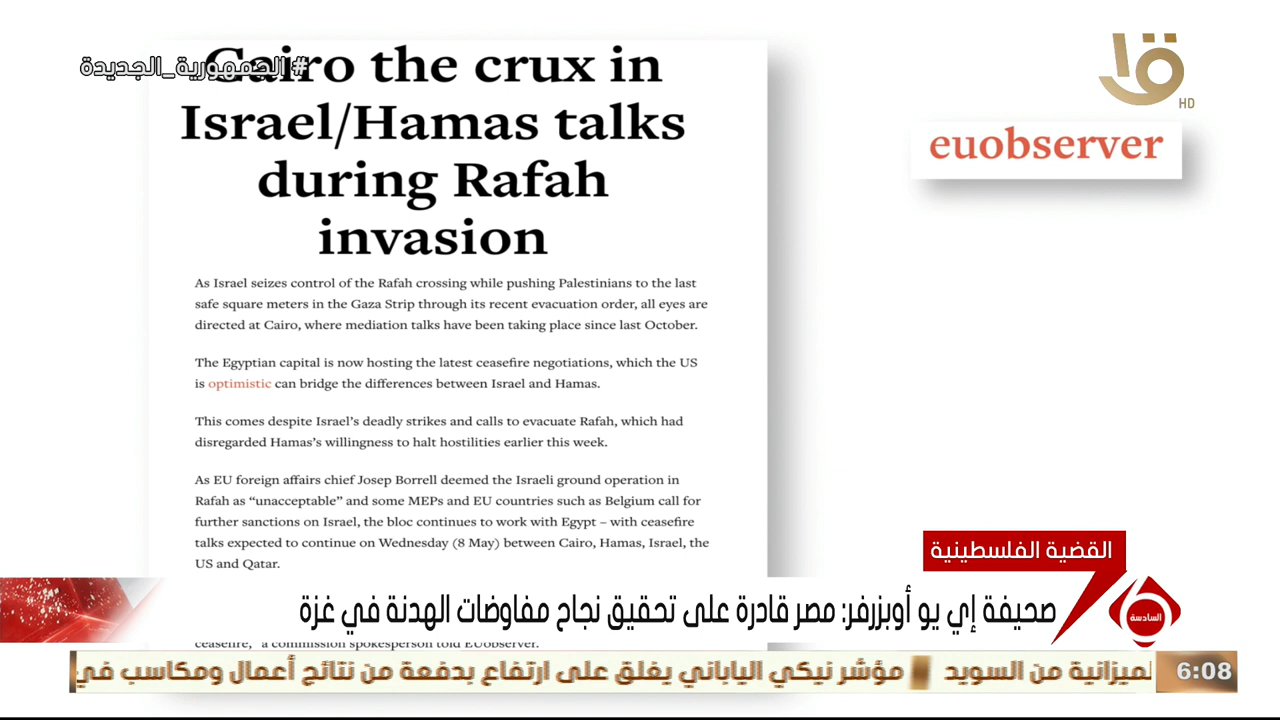 #الجمهورية_الجديدة
Cairo the crux in
Israel/Hamas talks
during Rafah
invasion
HD
euobserver
As Israel seizes control of the Rafah crossing while pushing Palestinians to the last
safe square meters in the Gaza Strip through its recent evacuation order, all eyes are
directed at Cairo, where mediation talks have been taking place since last October.
The Egyptian capital is now hosting the latest ceasefire negotiations, which the US
is optimistic can bridge the differences between Israel and Hamas.
This comes despite Israel’s deadly strikes and calls to evacuate Rafah, which had
disregarded Hamas’s willingness to halt hostilities earlier this week.
As EU foreign affairs chief Josep Borrell deemed the Israeli ground operation in
Rafah as “unacceptable” and some MEPs and EU countries such as Belgium call for
further sanctions on Israel, the bloc continues to work with Egypt – with ceasefire
talks expected to continue on Wednesday (8 May) between Cairo, Hamas, Israel, the
US and Qatar.
القضية الفلسطينية
السادسة
صحيفة إي يو أوبزرفر: مصر قادرة على تحقيق نجاح مفاوضات الهدنة في غزة
ceasefire,” a commission spokesperson told EUobserver.
لميزانية من السويد
مؤشر نيكي الياباني يغلق على ارتفاع بدفعة من نتائج أعمال ومكاسب في
6:08